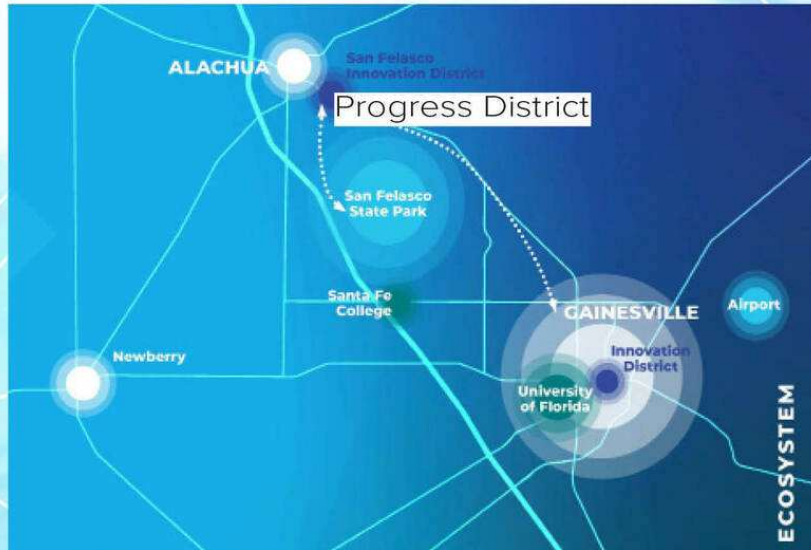 ALACHUA
San Felasco
Innovation District
Progress District
San Felasco
State Park
Santa Fe
College
GAINESVILLE
Airport
Newberry
Innovation
District
University
of Florida
ECOSYSTEM